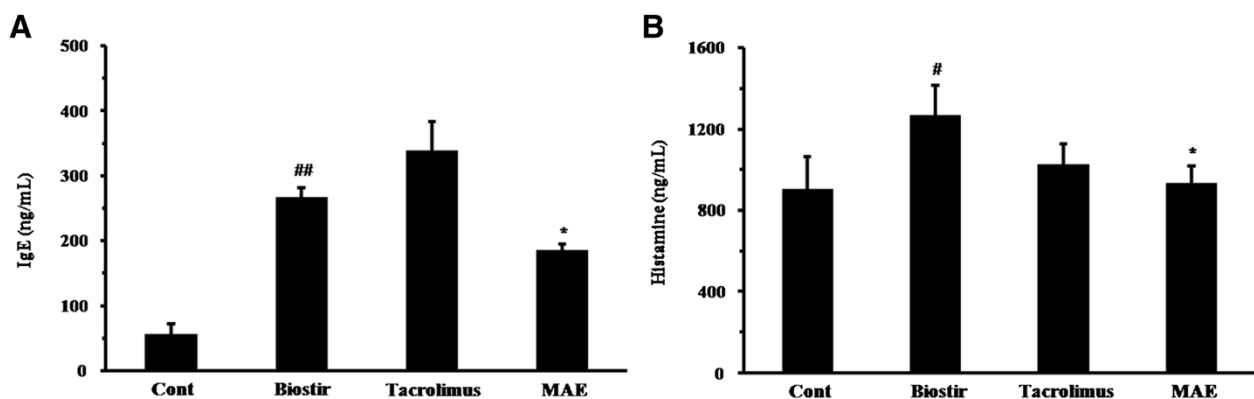 A
IgE (ng/mL)
500
400
300
200
100
0
##
*
Cont Biostir Tacrolimus MAE
B
Histamine (ng/mL)
1600
1200
800
400
0
#
*
Cont Biostir Tacrolimus MAE